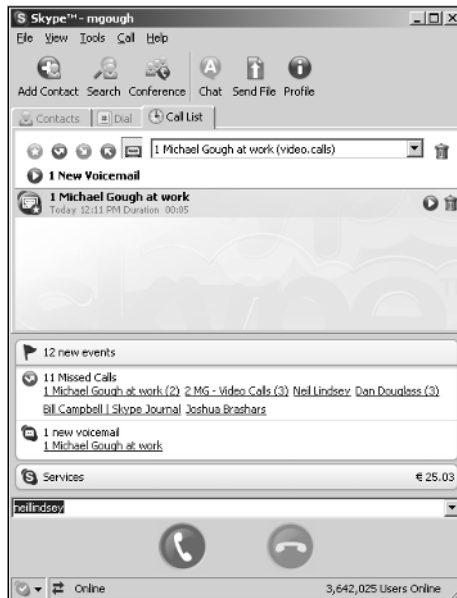 Skype™ - mgough
File View Tools Call Help
Add Contact Search Conference Chat Send File Profile
Contacts Dial Call List
1 Michael Gough at work (video.calls)
1 New Voicemail
1 Michael Gough at work
Today 12:11 PM Duration 00:05
12 new events
11 Missed Calls
1 Michael Gough at work (2) 2 MG - Video Calls (3) Neil Lindsey Dan Douglass (3)
Bill Campbell | Skype Journal Joshua Brashars
1 new voicemail
1 Michael Gough at work
Services € 25.03
neilindsey
Online 3,642,025 Users Online